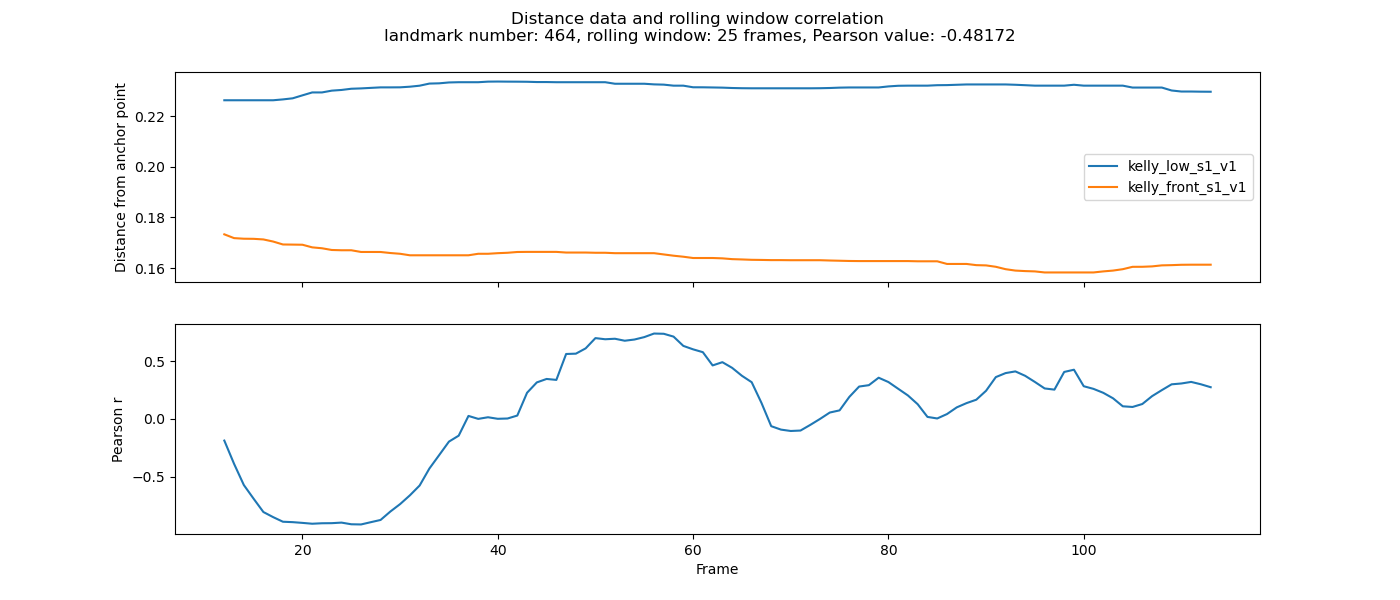 Distance data and rolling window correlation
landmark number: 464, rolling window: 25 frames, Pearson value: -0.48172
Distance from anchor point
0.22
0.20
0.18
0.16
kelly_low_s1_v1
kelly_front_s1_v1
Pearson r
0.5
0.0
−0.5
20 40 60 80 100
Frame